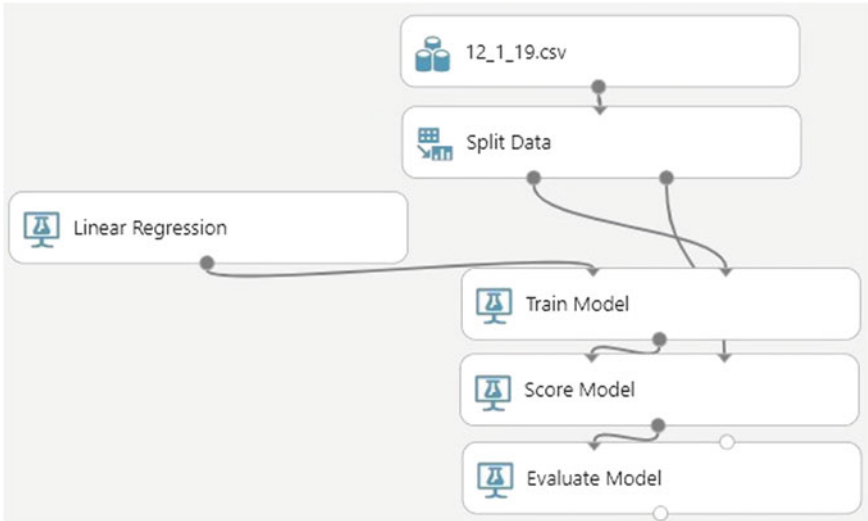 12_1_19.csv
Split Data
Linear Regression
Train Model
Score Model
Evaluate Model